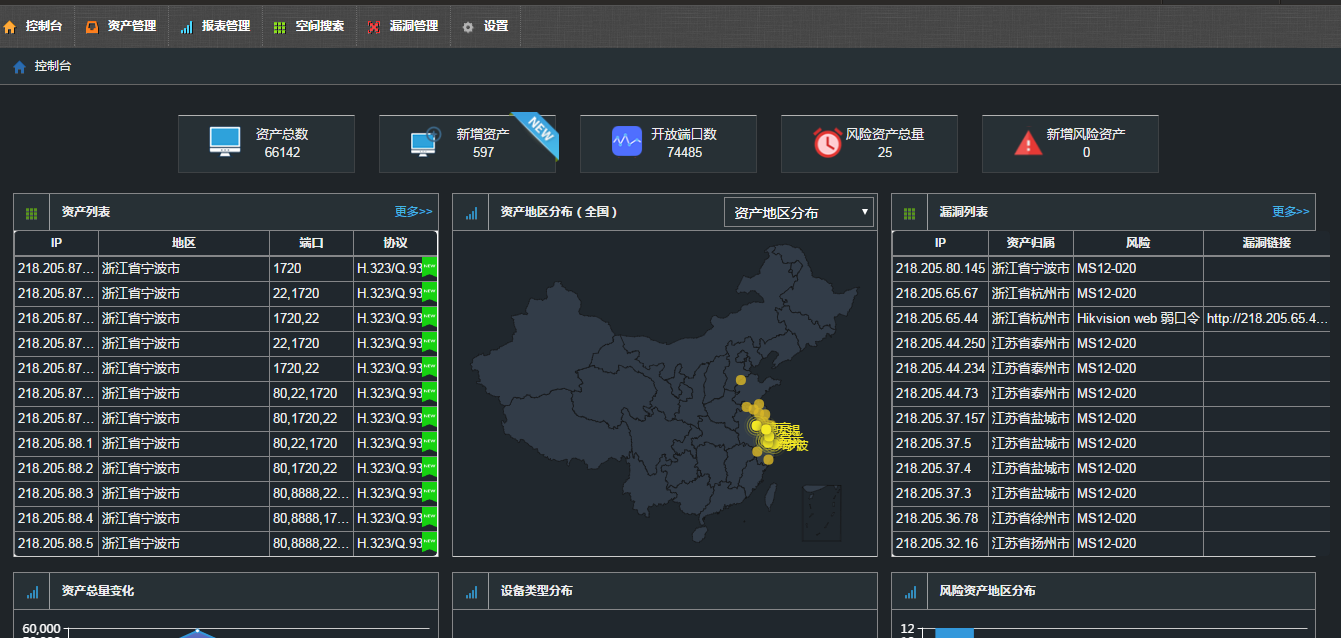 控制台 资产管理 报表管理 空间搜索 漏洞管理 设置
控制台
资产总数 66142
新增资产 597 NEW
开放端口数 74485
风险资产总量 25
新增风险资产 0
资产列表 更多>>
IP 地区 端口 协议
218.205.87... 浙江省宁波市 1720 H.323/Q.93 NEW
218.205.87... 浙江省宁波市 22,1720 H.323/Q.93 NEW
218.205.87... 浙江省宁波市 1720,22 H.323/Q.93 NEW
218.205.87... 浙江省宁波市 22,1720 H.323/Q.93 NEW
218.205.87... 浙江省宁波市 1720,22 H.323/Q.93 NEW
218.205.87... 浙江省宁波市 80,22,1720 H.323/Q.93 NEW
218.205.87... 浙江省宁波市 80,1720,22 H.323/Q.93 NEW
218.205.88.1 浙江省宁波市 80,22,1720 H.323/Q.93 NEW
218.205.88.2 浙江省宁波市 80,1720,22 H.323/Q.93 NEW
218.205.88.3 浙江省宁波市 80,8888,22... H.323/Q.93 NEW
218.205.88.4 浙江省宁波市 80,8888,17... H.323/Q.93 NEW
218.205.88.5 浙江省宁波市 80,8888,22... H.323/Q.93 NEW
资产地区分布 ( 全国 ) 资产地区分布
漏洞列表 更多>>
IP 资产归属 风险 漏洞链接
218.205.80.145 浙江省宁波市 MS12-020
218.205.65.67 浙江省杭州市 MS12-020
218.205.65.44 浙江省杭州市 Hikvision web 弱口令 http://218.205.65.4...
218.205.44.250 江苏省泰州市 MS12-020
218.205.44.234 江苏省泰州市 MS12-020
218.205.44.73 江苏省泰州市 MS12-020
218.205.37.157 江苏省盐城市 MS12-020
218.205.37.5 江苏省盐城市 MS12-020
218.205.37.4 江苏省盐城市 MS12-020
218.205.37.3 江苏省盐城市 MS12-020
218.205.36.78 江苏省徐州市 MS12-020
218.205.32.16 江苏省扬州市 MS12-020
资产总量变化
60,000
设备类型分布
风险资产地区分布
12